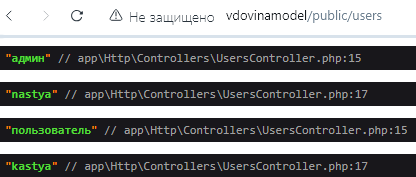 Не защищено vdovinamodel/public/users
"админ" // app\Http\Controllers\UsersController.php:15
"nastya" // app\Http\Controllers\UsersController.php:17
"пользователь" // app\Http\Controllers\UsersController.php:15
"kastya" // app\Http\Controllers\UsersController.php:17